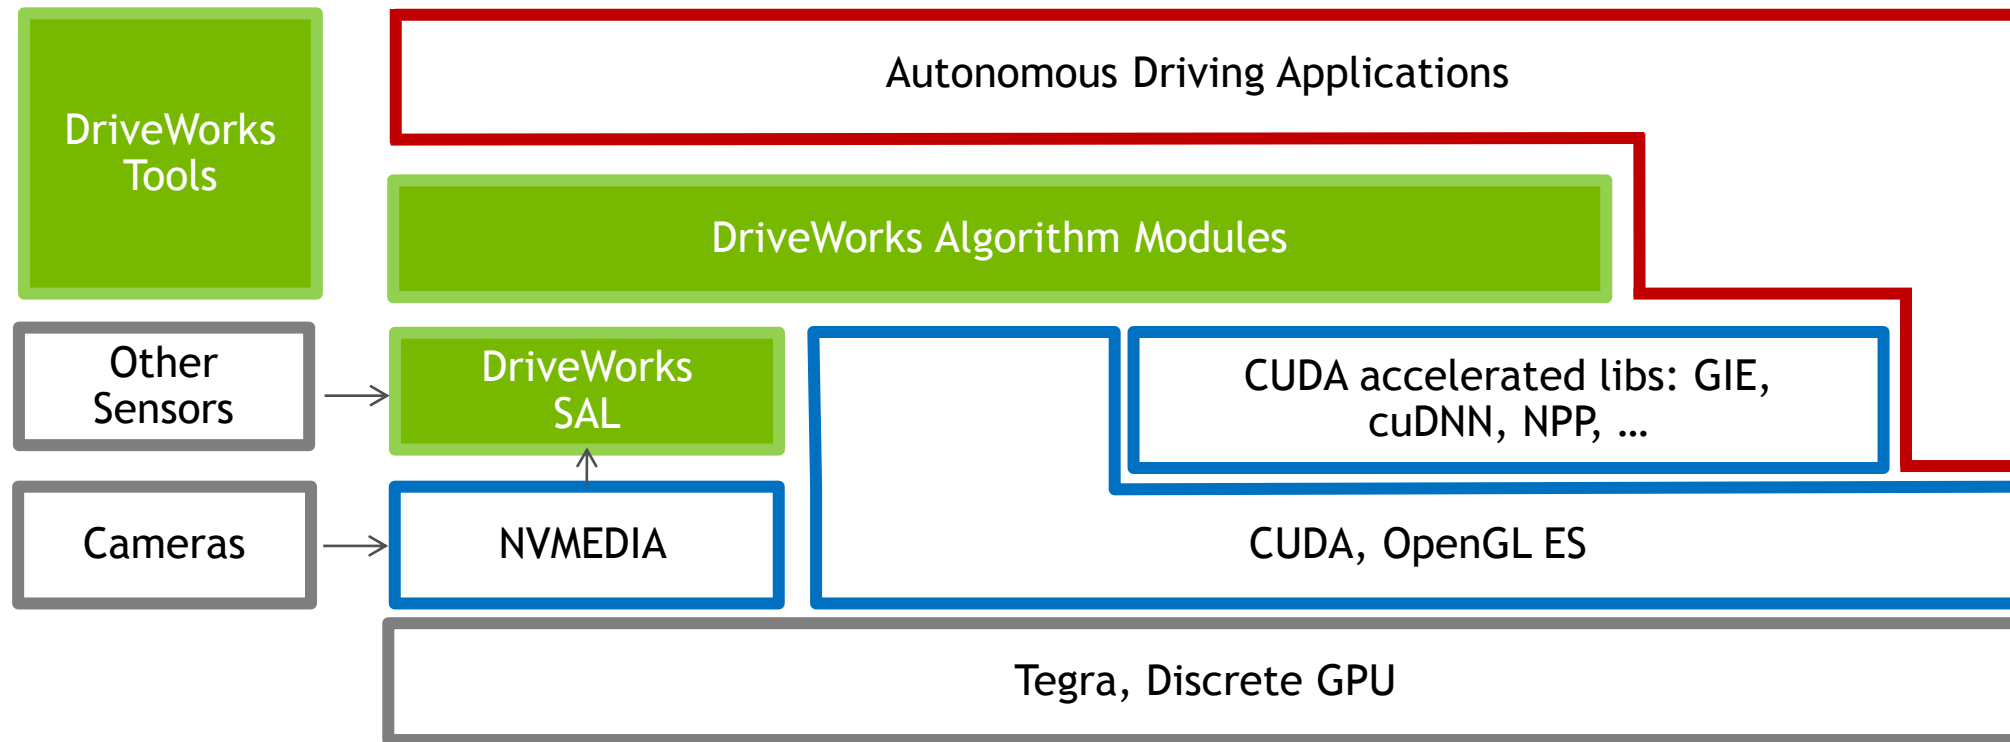 DriveWorks
Tools
Autonomous Driving Applications
DriveWorks Algorithm Modules
Other
Sensors
DriveWorks
SAL
CUDA accelerated libs: GIE,
cuDNN, NPP, …
Cameras
NVMEDIA
CUDA, OpenGL ES
Tegra, Discrete GPU